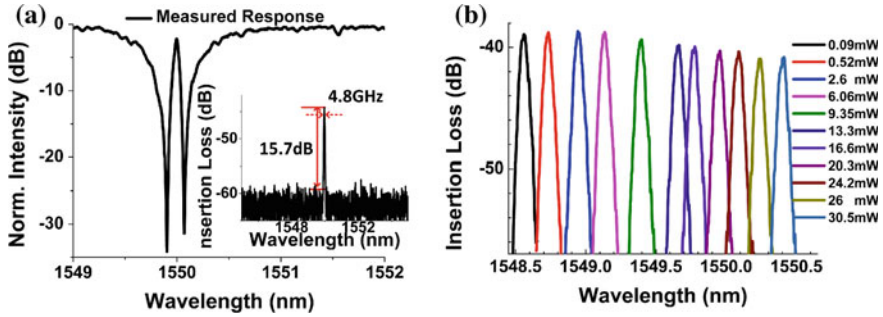 (a)
Measured Response
Norm. Intensity (dB)
0
-10
-20
-30
1549
1550
1551
1552
Wavelength (nm)
nsertion Loss (dB)
-50
-60
1548
1552
Wavelength (nm)
4.8GHz
15.7dB
(b)
Insertion Loss (dB)
-40
-50
1548.5
1549.0
1549.5
1550.0
1550.5
Wavelength (nm)
0.09mW
0.52mW
2.6 mW
6.06mW
9.35mW
13.3mW
16.6mW
20.3mW
24.2mW
26 mW
30.5mW